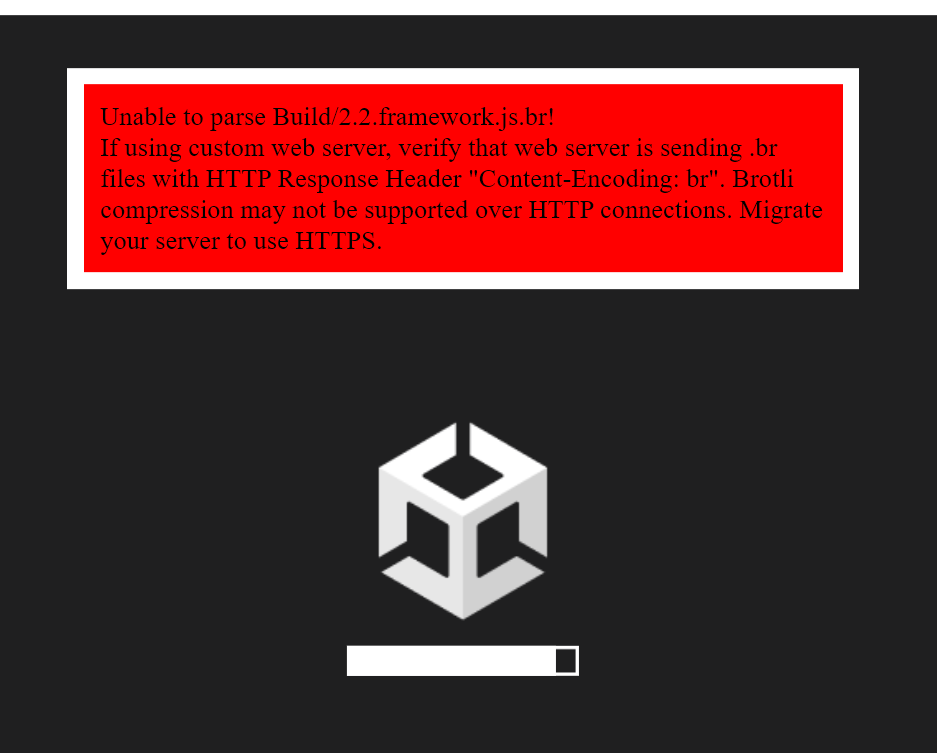 Unable to parse Build/2.2.framework.js.br!
If using custom web server, verify that web server is sending .br
files with HTTP Response Header "Content-Encoding: br". Brotli
compression may not be supported over HTTP connections. Migrate
your server to use HTTPS.